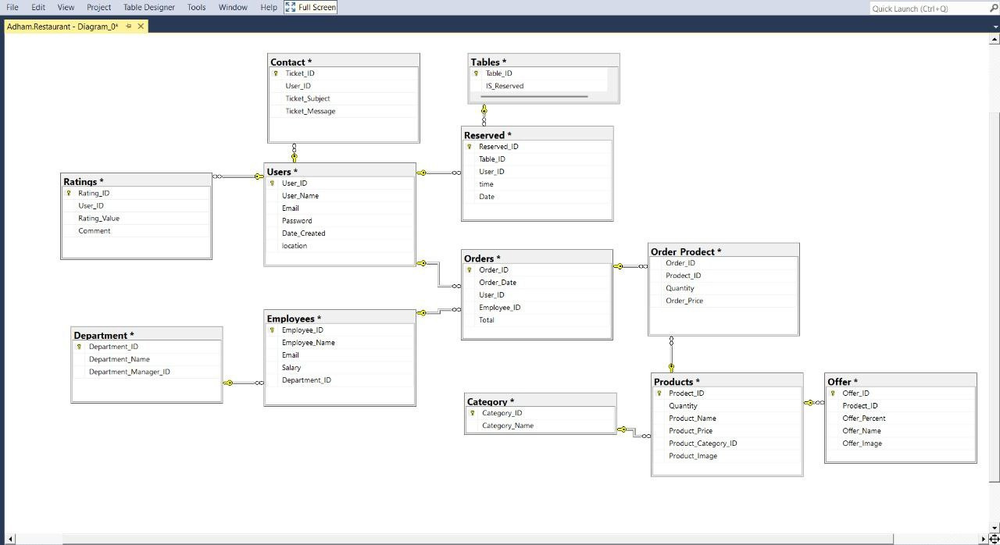 File Edit View Project Table Designer Tools Window Help Full Screen
Quick Launch (Ctrl+Q)
Adham.Restaurant - Diagram_0*
Contact *
Ticket_ID
User_ID
Ticket_Subject
Ticket_Message
Tables *
Table_ID
IS_Reserved
Reserved *
Reserved_ID
Table_ID
User_ID
time
Date
Ratings *
Rating_ID
User_ID
Rating_Value
Comment
Users *
User_ID
User_Name
Email
Password
Date_Created
location
Orders *
Order_ID
Order_Date
User_ID
Employee_ID
Total
Order_Prodect *
Order_ID
Prodect_ID
Quantity
Order_Price
Department *
Department_ID
Department_Name
Department_Manager_ID
Employees *
Employee_ID
Employee_Name
Email
Salary
Department_ID
Category *
Category_ID
Category_Name
Products *
Prodect_ID
Quantity
Product_Name
Product_Price
Product_Category_ID
Product_Image
Offer *
Offer_ID
Prodect_ID
Offer_Percent
Offer_Name
Offer_Image